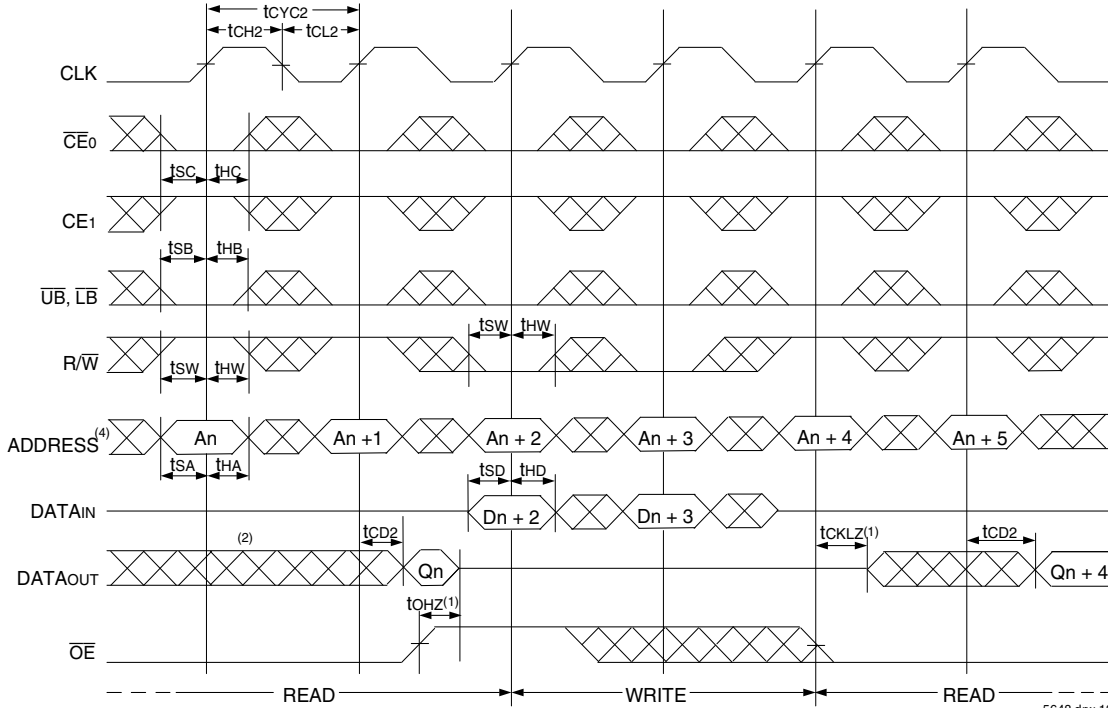 tCYC2
tCH2 tCL2
CLK
CE0
tSC tHC
CE1
tSB tHB
UB, LB
tSW tHW
R/W
tSW tHW
ADDRESS(4) An An +1 An + 2 An + 3 An + 4 An + 5
tSA tHA tSD tHD
DATAIN Dn + 2 Dn + 3
(2) tCD2 tCKLZ(1) tCD2
DATAOUT Qn Qn + 4
tOHZ(1)
OE
READ WRITE READ